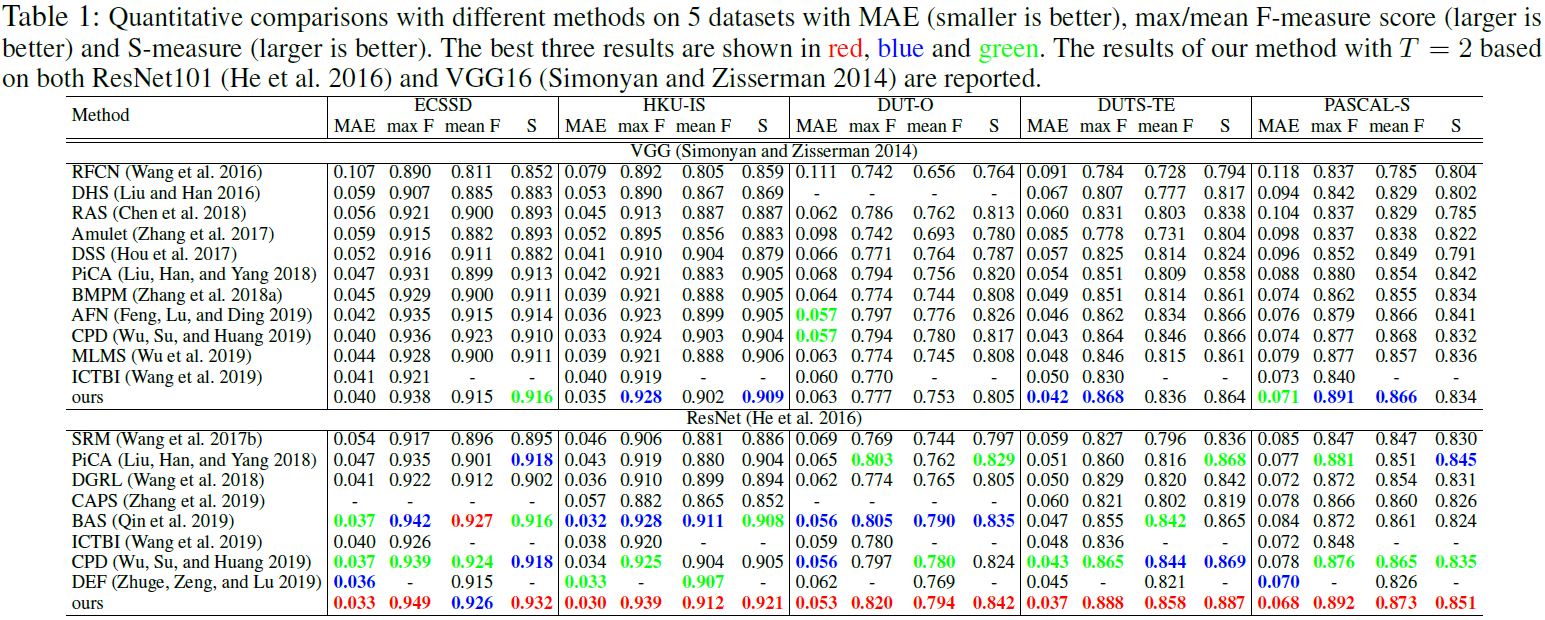 Table 1: Quantitative comparisons with different methods on 5 datasets with MAE (smaller is better), max/mean F-measure score (larger is
better) and S-measure (larger is better). The best three results are shown in red, blue and green. The results of our method with T = 2 based
on both ResNet101 (He et al. 2016) and VGG16 (Simonyan and Zisserman 2014) are reported.
Method ECSSD HKU-IS DUT-O DUTS-TE PASCAL-S
MAE max F mean F S MAE max F mean F S MAE max F mean F S MAE max F mean F S MAE max F mean F S
VGG (Simonyan and Zisserman 2014)
RFCN (Wang et al. 2016) 0.107 0.890 0.811 0.852 0.079 0.892 0.805 0.859 0.111 0.742 0.656 0.764 0.091 0.784 0.728 0.794 0.118 0.837 0.785 0.804
DHS (Liu and Han 2016) 0.059 0.907 0.885 0.883 0.053 0.890 0.867 0.869 - - - - 0.067 0.807 0.777 0.817 0.094 0.842 0.829 0.802
RAS (Chen et al. 2018) 0.056 0.921 0.900 0.893 0.045 0.913 0.887 0.887 0.062 0.786 0.762 0.813 0.060 0.831 0.803 0.838 0.104 0.837 0.829 0.785
Amulet (Zhang et al. 2017) 0.059 0.915 0.882 0.893 0.052 0.895 0.856 0.883 0.098 0.742 0.693 0.780 0.085 0.778 0.731 0.804 0.098 0.837 0.838 0.822
DSS (Hou et al. 2017) 0.052 0.916 0.911 0.882 0.041 0.910 0.904 0.879 0.066 0.771 0.764 0.787 0.057 0.825 0.814 0.824 0.096 0.852 0.849 0.791
PiCA (Liu, Han, and Yang 2018) 0.047 0.931 0.899 0.913 0.042 0.921 0.883 0.905 0.068 0.794 0.756 0.820 0.054 0.851 0.809 0.858 0.088 0.880 0.854 0.842
BMPM (Zhang et al. 2018a) 0.045 0.929 0.900 0.911 0.039 0.921 0.888 0.905 0.064 0.774 0.744 0.808 0.049 0.851 0.814 0.861 0.074 0.862 0.855 0.834
AFN (Feng, Lu, and Ding 2019) 0.042 0.935 0.915 0.914 0.036 0.923 0.899 0.905 0.057 0.797 0.776 0.826 0.046 0.862 0.834 0.866 0.076 0.879 0.866 0.841
CPD (Wu, Su, and Huang 2019) 0.040 0.936 0.923 0.910 0.033 0.924 0.903 0.904 0.057 0.794 0.780 0.817 0.043 0.864 0.846 0.866 0.074 0.877 0.868 0.832
MLMS (Wu et al. 2019) 0.044 0.928 0.900 0.911 0.039 0.921 0.888 0.906 0.063 0.774 0.745 0.808 0.048 0.846 0.815 0.861 0.079 0.877 0.857 0.836
ICTBI (Wang et al. 2019) 0.041 0.921 - - 0.040 0.919 - - 0.060 0.770 - - 0.050 0.830 - - 0.073 0.840 - -
ours 0.040 0.938 0.915 0.916 0.035 0.928 0.902 0.909 0.063 0.777 0.753 0.805 0.042 0.868 0.836 0.864 0.071 0.891 0.866 0.834
ResNet (He et al. 2016)
SRM (Wang et al. 2017b) 0.054 0.917 0.896 0.895 0.046 0.906 0.881 0.886 0.069 0.769 0.744 0.797 0.059 0.827 0.796 0.836 0.085 0.847 0.847 0.830
PiCA (Liu, Han, and Yang 2018) 0.047 0.935 0.901 0.918 0.043 0.919 0.880 0.904 0.065 0.803 0.762 0.829 0.051 0.860 0.816 0.868 0.077 0.881 0.851 0.845
DGRL (Wang et al. 2018) 0.041 0.922 0.912 0.902 0.036 0.910 0.899 0.894 0.062 0.774 0.765 0.805 0.050 0.829 0.820 0.842 0.072 0.872 0.854 0.831
CAPS (Zhang et al. 2019) - - - - 0.057 0.882 0.865 0.852 - - - - 0.060 0.821 0.802 0.819 0.078 0.866 0.860 0.826
BAS (Qin et al. 2019) 0.037 0.942 0.927 0.916 0.032 0.928 0.911 0.908 0.056 0.805 0.790 0.835 0.047 0.855 0.842 0.865 0.084 0.872 0.861 0.824
ICTBI (Wang et al. 2019) 0.040 0.926 - - 0.038 0.920 - - 0.059 0.780 - - 0.048 0.836 - - 0.072 0.848 - -
CPD (Wu, Su, and Huang 2019) 0.037 0.939 0.924 0.918 0.034 0.925 0.904 0.905 0.056 0.797 0.780 0.824 0.043 0.865 0.844 0.869 0.078 0.876 0.865 0.835
DEF (Zhuge, Zeng, and Lu 2019) 0.036 - 0.915 - 0.033 - 0.907 - 0.062 - 0.769 - 0.045 - 0.821 - 0.070 - 0.826 -
ours 0.033 0.949 0.926 0.932 0.030 0.939 0.912 0.921 0.053 0.820 0.794 0.842 0.037 0.888 0.858 0.887 0.068 0.892 0.873 0.851